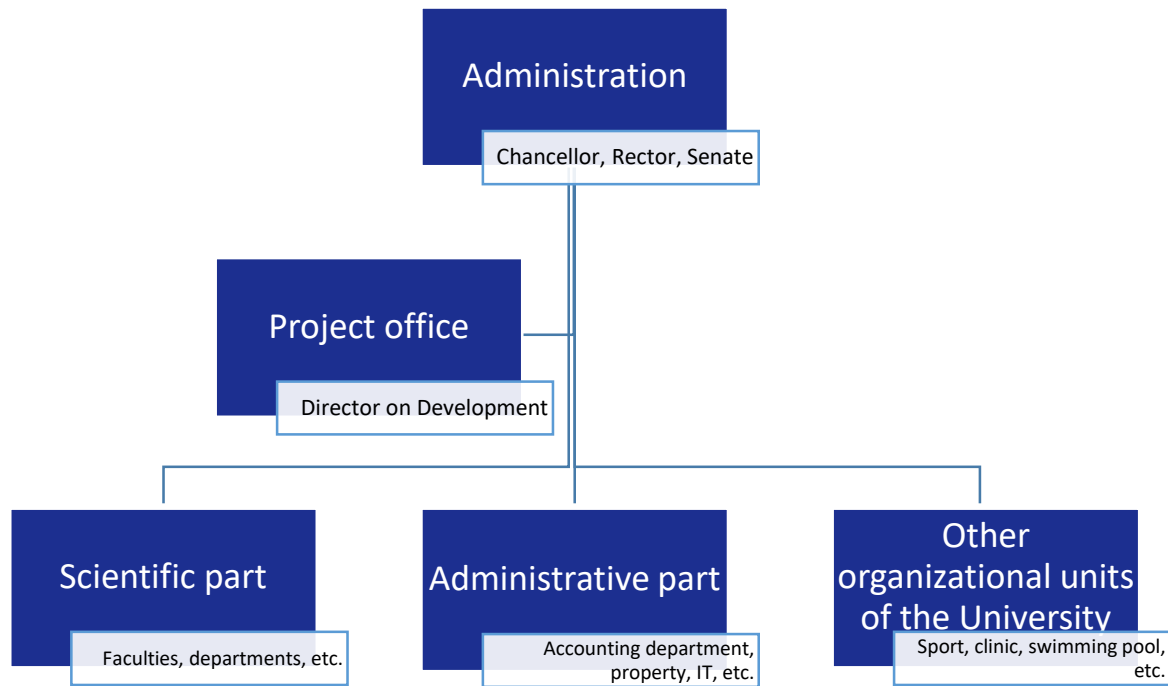 Administration
Chancellor, Rector, Senate
Project office
Director on Development
Scientific part
Faculties, departments, etc.
Administrative part
Accounting department,
property, IT, etc.
Other
organizational units
of the University
Sport, clinic, swimming pool,
etc.